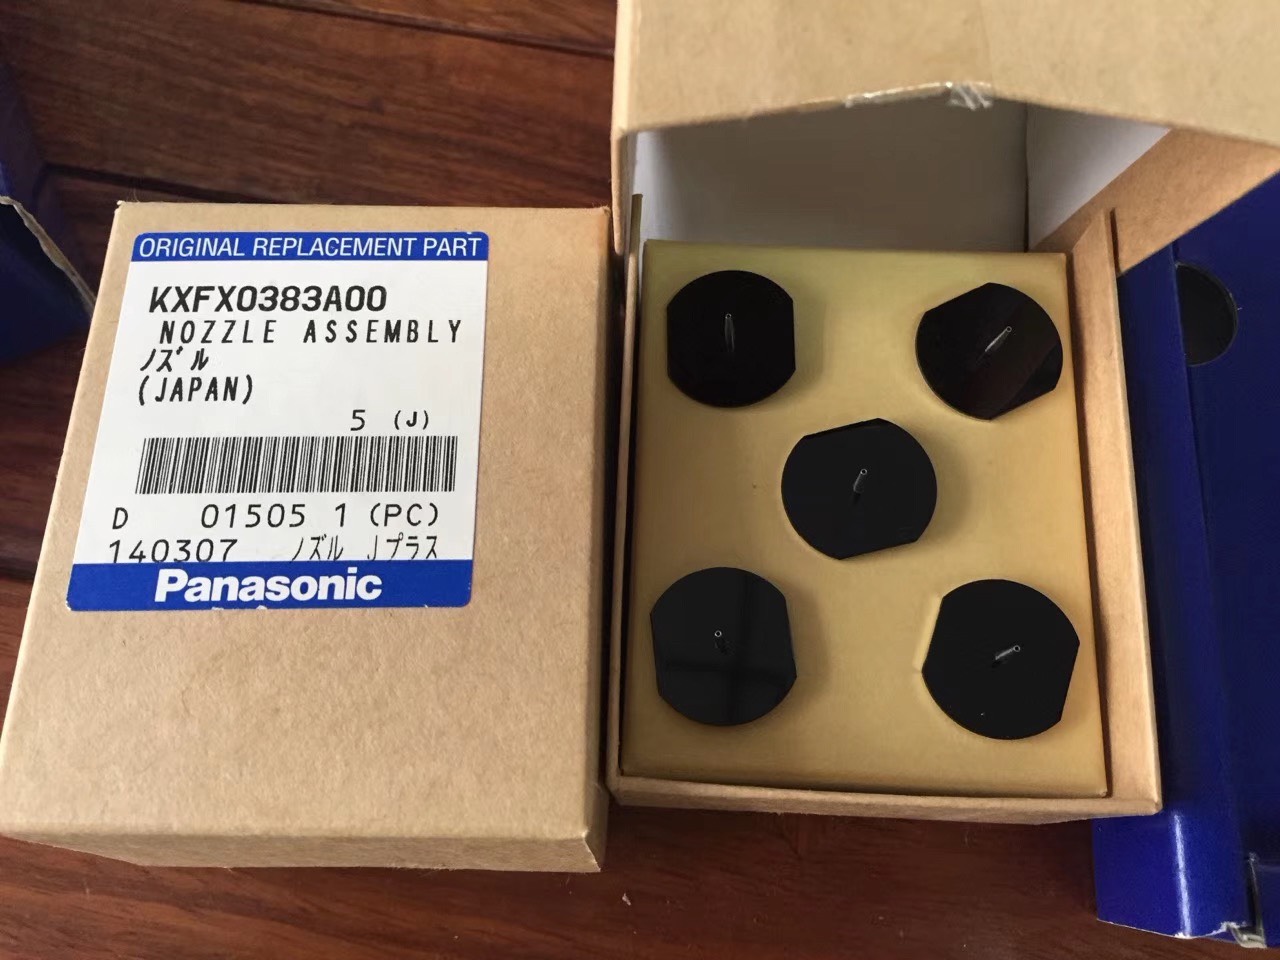 ORIGINAL REPLACEMENT PART
KXFX0383A00
NOZZLE ASSEMBLY
ノズル
(JAPAN)
5 (J)
D 01505 1 (PC)
140307 ノズル Jプラス
Panasonic